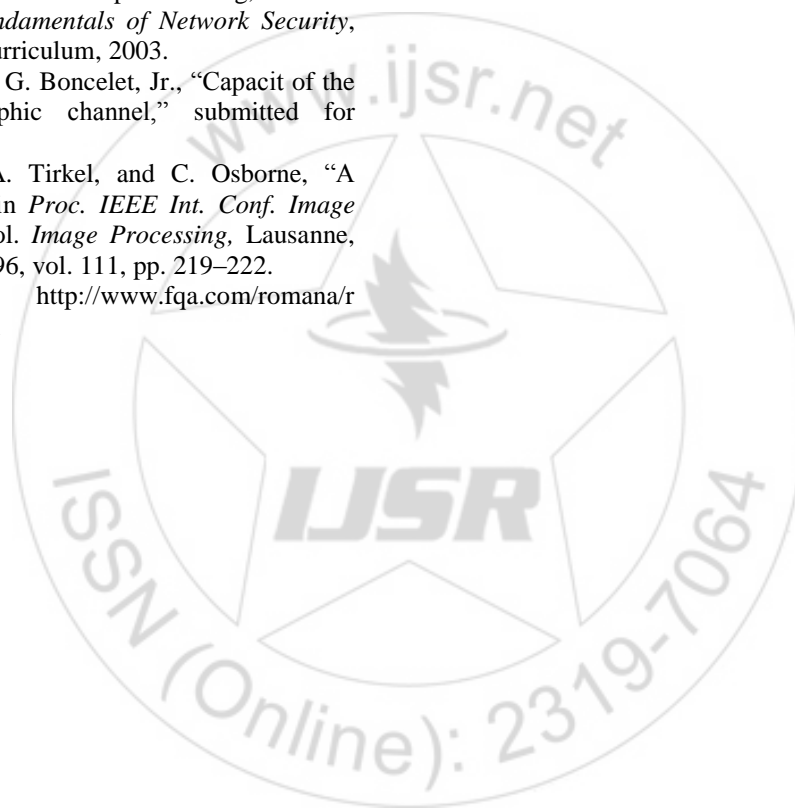 ndamentals of Network Security,
urriculum, 2003.
G. Boncelet, Jr., “Capacit of the
phic channel,” submitted for
A. Tirkel, and C. Osborne, “A
in Proc. IEEE Int. Conf. Image
ol. Image Processing, Lausanne,
96, vol. 111, pp. 219–222.
http://www.fqa.com/romana/r
www.ijsr.net
IJSR
ISSN (Online): 2319-7064